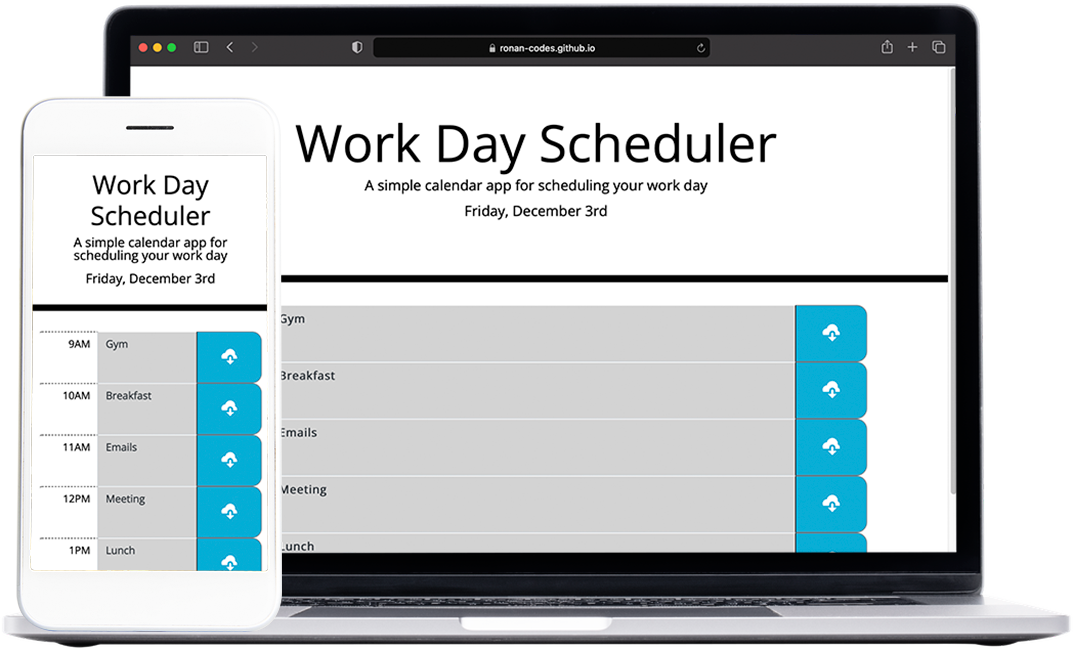 ronan-codes.github.io
Work Day Scheduler
A simple calendar app for scheduling your work day
Friday, December 3rd
Gym
Breakfast
Emails
Meeting
Lunch
Work Day
Scheduler
A simple calendar app for
scheduling your work day
Friday, December 3rd
9AM Gym
10AM Breakfast
11AM Emails
12PM Meeting
1PM Lunch